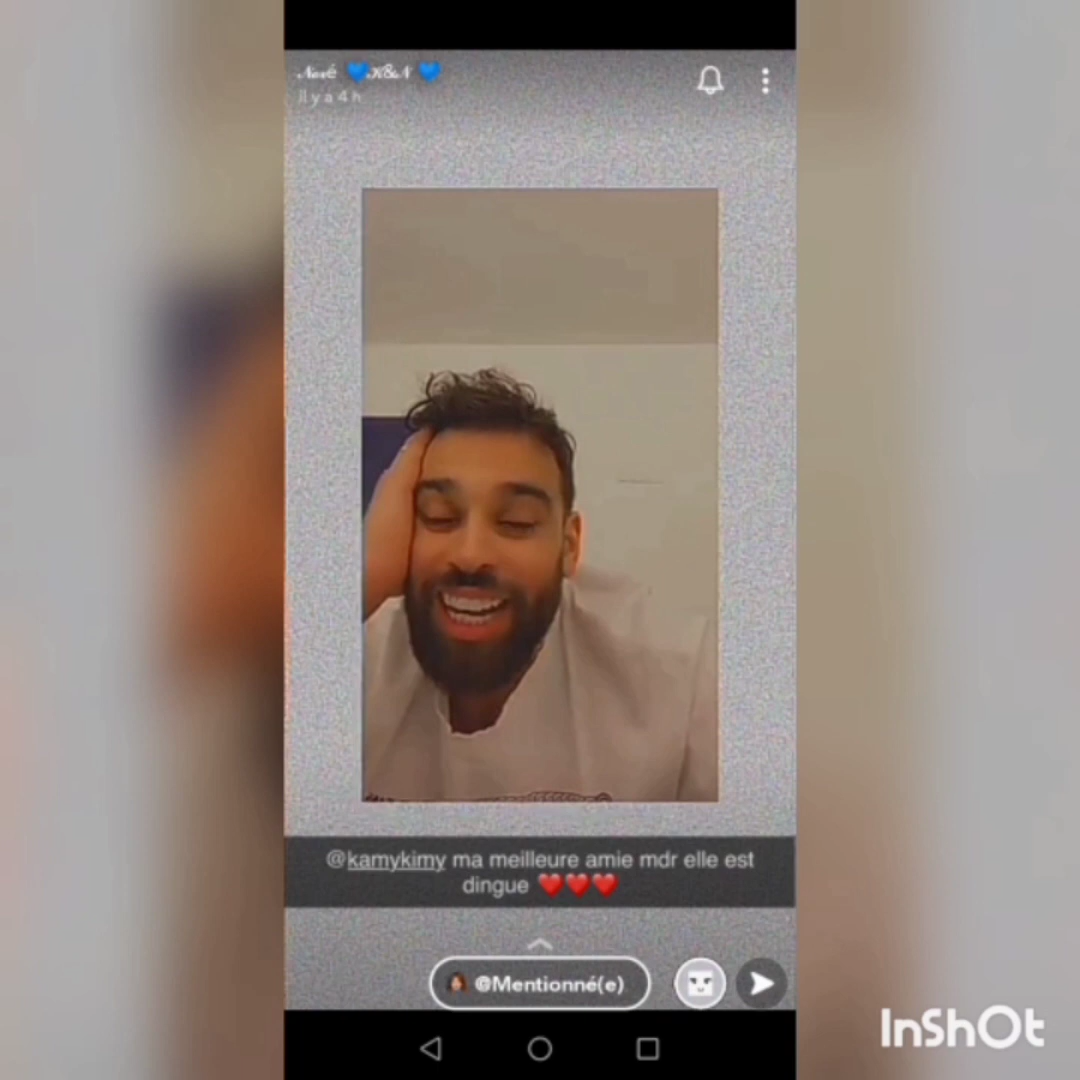 💙K&N 💙
Il y a 4 h
@kamykimy ma meilleure amie mdr elle est
dingue ❤️❤️❤️
@Mentionné(e)
InShOt